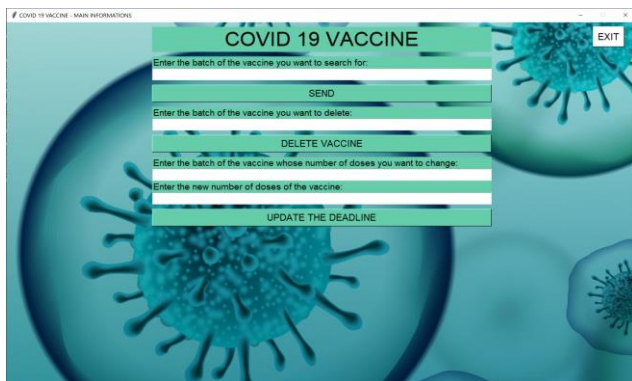 COVID 19 VACCINE - MAIN INFORMATIONS
COVID 19 VACCINE
EXIT
Enter the batch of the vaccine you want to search for:
SEND
Enter the batch of the vaccine you want to delete:
DELETE VACCINE
Enter the batch of the vaccine whose number of doses you want to change:
Enter the new number of doses of the vaccine:
UPDATE THE DEADLINE